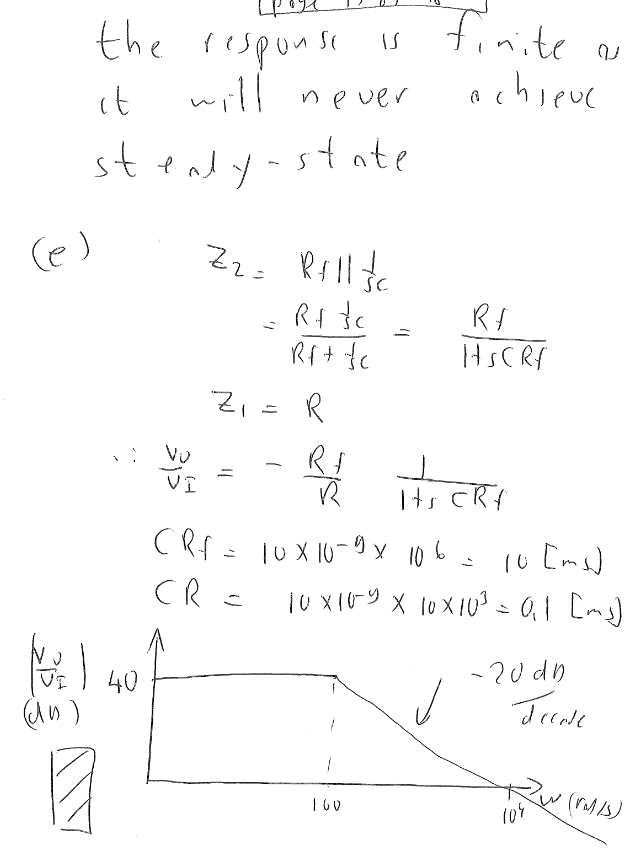 the response is finite
it will never achieve
steady-state
(e) Z2 = Rf || 1/sC
= (Rf 1/sC)/(Rf + 1/sC) = Rf/(1+sCRf)
Z1 = R
∴ VO/VI = - Rf/R 1/(1+sCRf)
CRf = 10 X 10-9 X 10 6 = 10 [ms]
CR = 10 X 10-9 X 10 X 10 3 = 0,1 [ms]
|VO/VI| 40
(dB)
-20 dB/decade
100
10 4
w (rad/s)